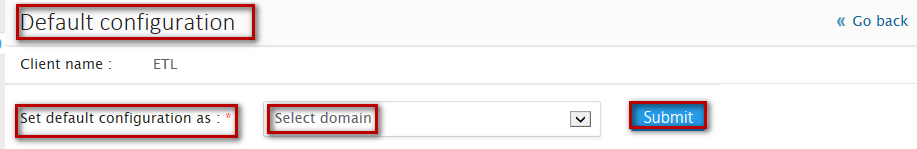 Default configuration
« Go back
Client name : ETL
Set default configuration as : * Select domain Submit